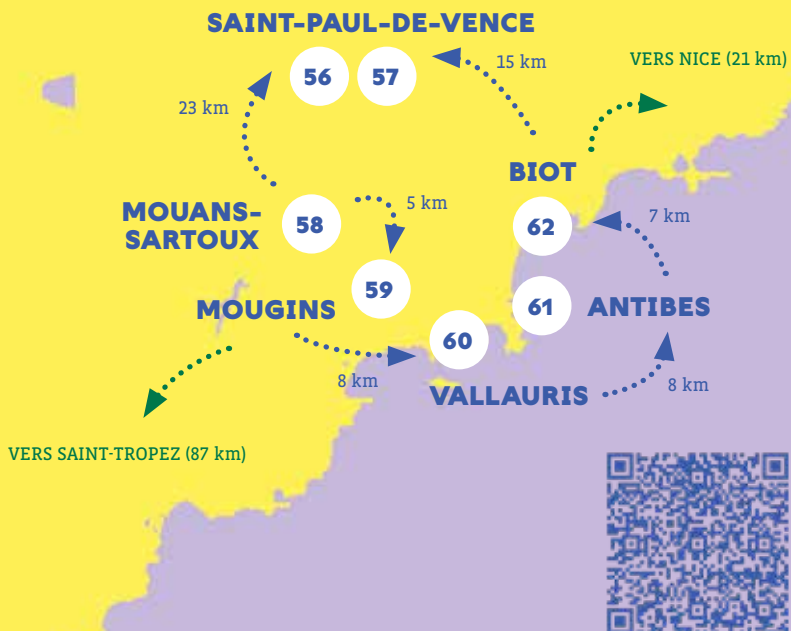 SAINT-PAUL-DE-VENCE
56
57
15 km
VERS NICE (21 km)
23 km
BIOT
MOUANS-
SARTOUX
58
5 km
62
7 km
59
MOUGINS
61
ANTIBES
60
8 km
VALLAURIS
8 km
VERS SAINT-TROPEZ (87 km)